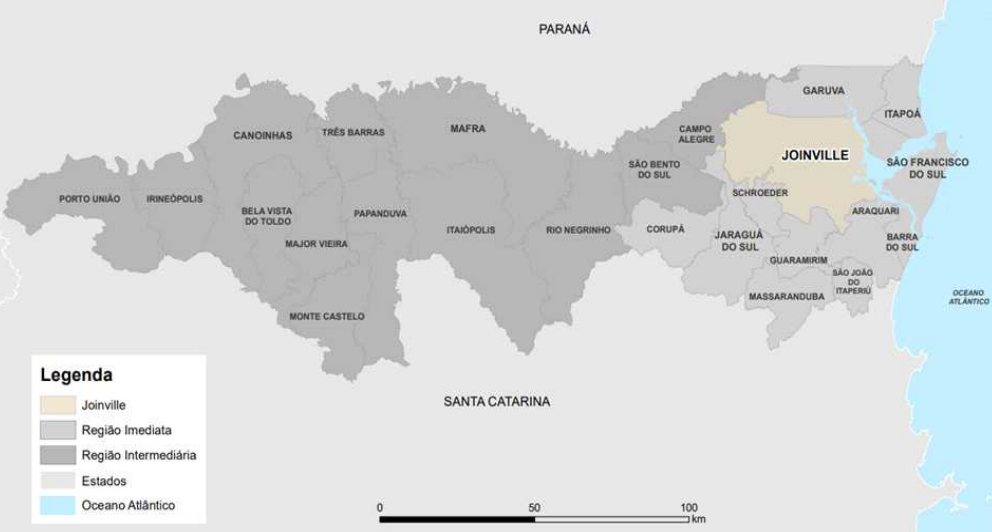 PARANÁ
GARUVA
ITAPOÁ
CANOINHAS
TRÊS BARRAS
MAFRA
CAMPO
ALEGRE
JOINVILLE
SÃO FRANCISCO
DO SUL
SÃO BENTO
DO SUL
PORTO UNIÃO
IRINEÓPOLIS
SCHROEDER
BELA VISTA
DO TOLDO
PAPANDUVA
ARAQUARI
MAJOR VIEIRA
ITAIÓPOLIS
RIO NEGRINHO
CORUPÁ
JARAGUÁ
DO SUL
BARRA
DO SUL
GUARAMIRIM
SÃO JOÃO
DO
ITAPERIÚ
MASSARANDUBA
MONTE CASTELO
OCEANO
ATLÂNTICO
SANTA CATARINA
Legenda
Joinville
Região Imediata
Região Intermediária
Estados
Oceano Atlântico
0 50 100
km